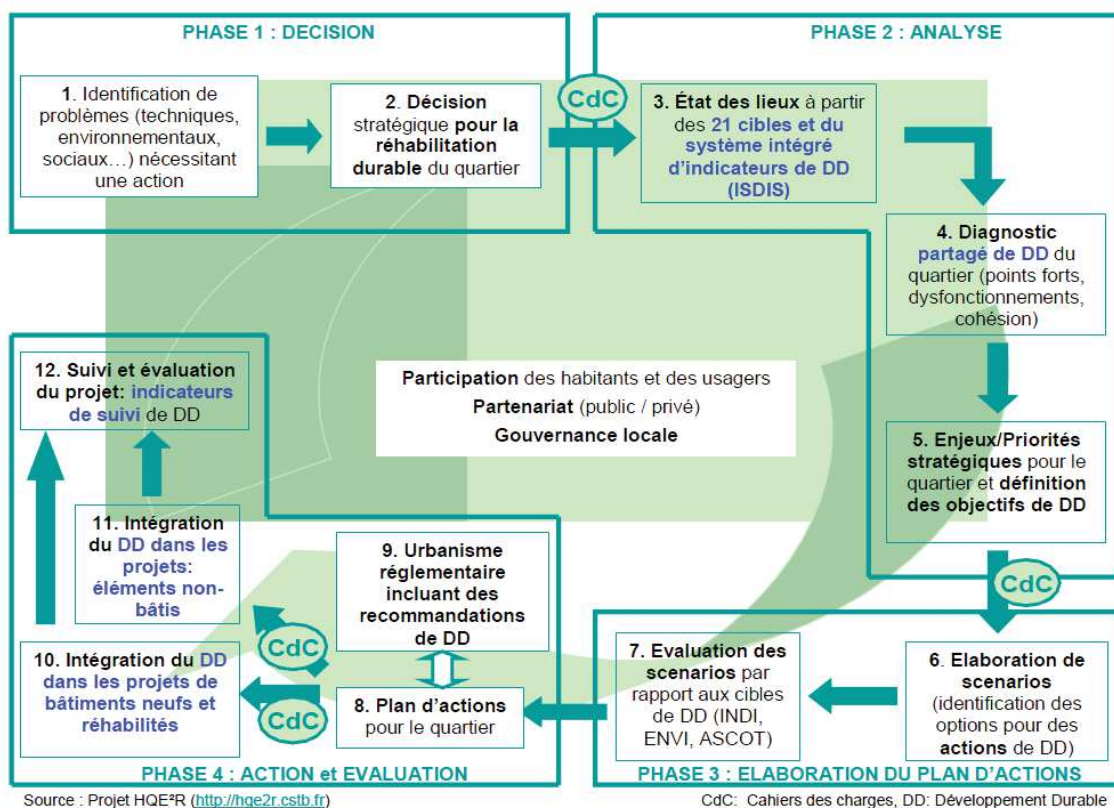 PHASE 1 : DECISION
1. Identification de
problèmes (techniques,
environnementaux,
sociaux…) nécessitant
une action
2. Décision
stratégique pour la
réhabilitation
durable du quartier
CdC
PHASE 2 : ANALYSE
3. État des lieux à partir
des 21 cibles et du
système intégré
d’indicateurs de DD
(ISDIS)
4. Diagnostic
partagé de DD du
quartier (points forts,
dysfonctionnements,
cohésion)
5. Enjeux/Priorités
stratégiques pour le
quartier et définition
des objectifs de DD
CdC
Participation des habitants et des usagers
Partenariat (public / privé)
Gouvernance locale
6. Elaboration de
scenarios
(identification des
options pour des
actions de DD)
7. Evaluation des
scenarios par
rapport aux cibles
de DD (INDI,
ENVI, ASCOT)
PHASE 3 : ELABORATION DU PLAN D’ACTIONS
8. Plan d’actions
pour le quartier
9. Urbanisme
réglementaire
incluant des
recommandations
de DD
CdC
CdC
10. Intégration du DD
dans les projets de
bâtiments neufs et
réhabilités
11. Intégration
du DD dans les
projets:
éléments non-
bâtis
12. Suivi et évaluation
du projet: indicateurs
de suivi de DD
PHASE 4 : ACTION et EVALUATION
Source : Projet HQE²R (http://hqe2r.cstb.fr)
CdC: Cahiers des charges, DD: Développement Durable